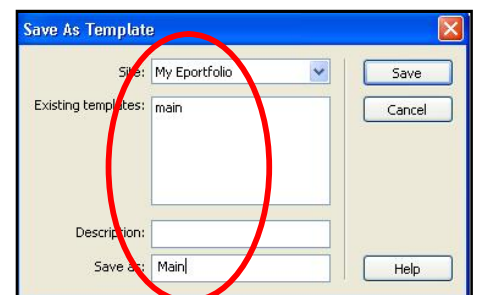 Save As Template
Site: My Eportfolio
Save
Existing templates: main
Cancel
Description:
Save as: Main
Help